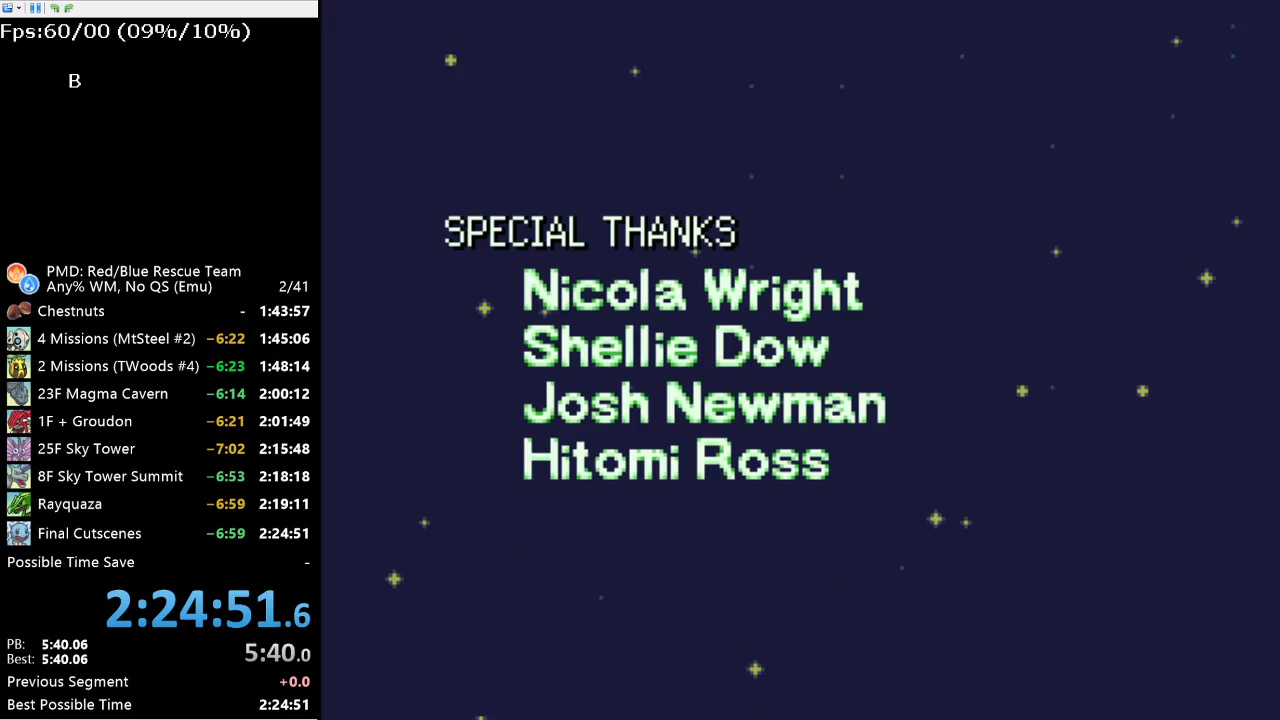 Fps:60/00 (09%/10%)
B
PMD: Red/Blue Rescue Team
Any% WM, No QS (Emu) 2/41
Chestnuts - 1:43:57
4 Missions (MtSteel #2) −6:22 1:45:06
2 Missions (TWoods #4) −6:23 1:48:14
23F Magma Cavern −6:14 2:00:12
1F + Groudon −6:21 2:01:49
25F Sky Tower −7:02 2:15:48
8F Sky Tower Summit −6:53 2:18:18
Rayquaza −6:59 2:19:11
Final Cutscenes −6:59 2:24:51
Possible Time Save -
2:24:51.6
PB: 5:40.06
Best: 5:40.06
5:40.0
Previous Segment +0.0
Best Possible Time 2:24:51
SPECIAL THANKS
Nicola Wright
Shellie Dow
Josh Newman
Hitomi Ross